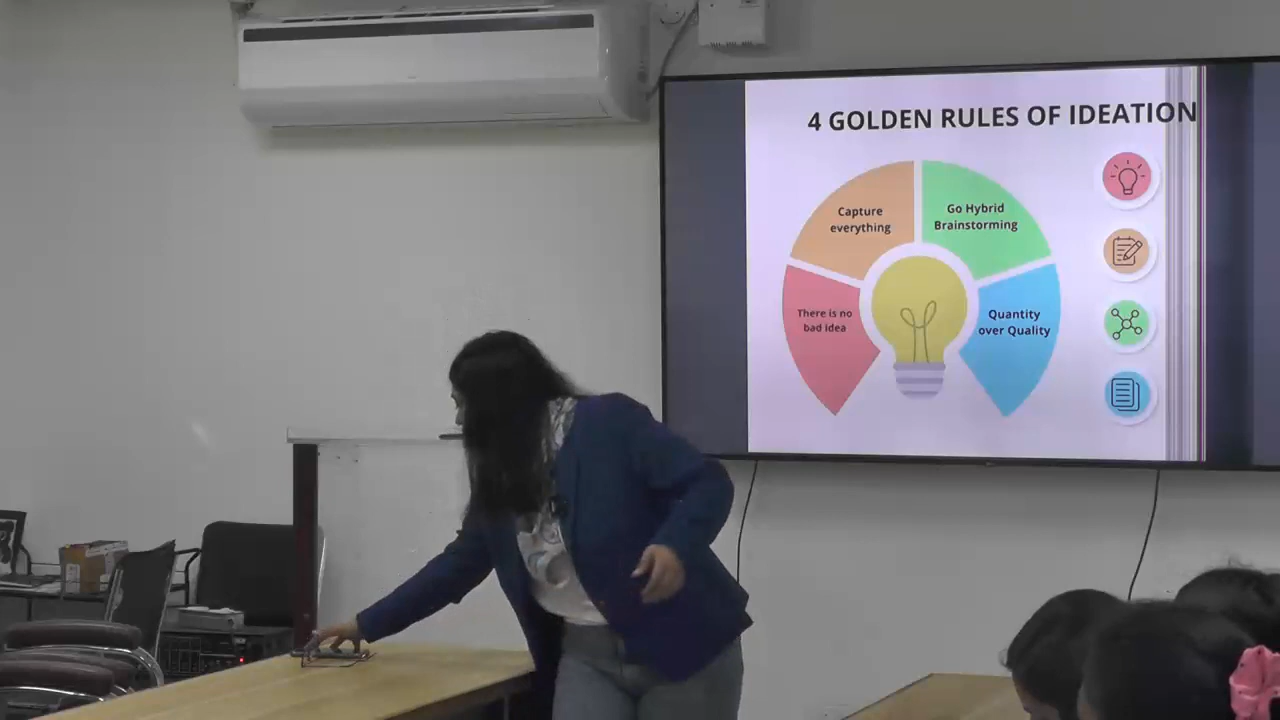 4 GOLDEN RULES OF IDEATION
Capture
everything
Go Hybrid
Brainstorming
There is no
bad idea
Quantity
over Quality